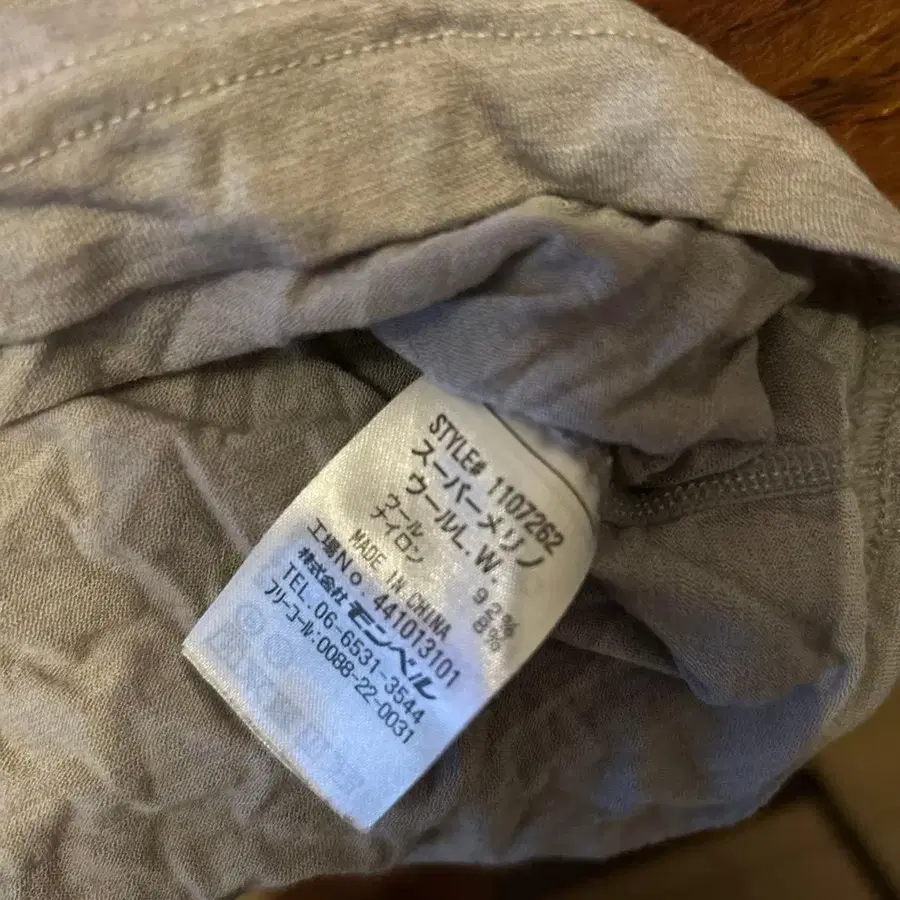 STYLE# 1107262
スーパーメリノ
ウールL.W.
ウール 92%
ナイロン 8%
MADE IN CHINA
工場No. 441013101
株式会社 モンベル
TEL.06-6531-3544
フリーコール:0088-22-0031